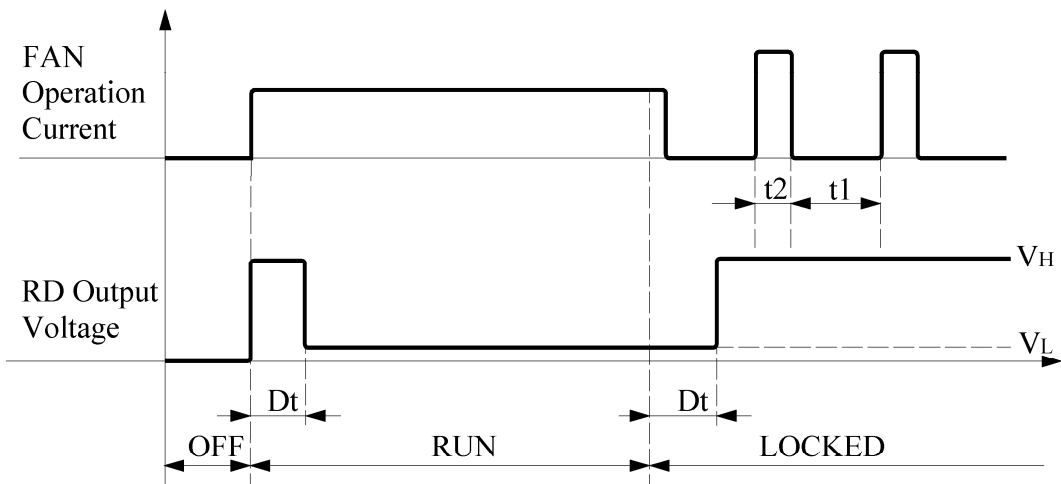 FAN
Operation
Current
t2
t1
RD Output
Voltage
VH
VL
Dt
Dt
OFF
RUN
LOCKED